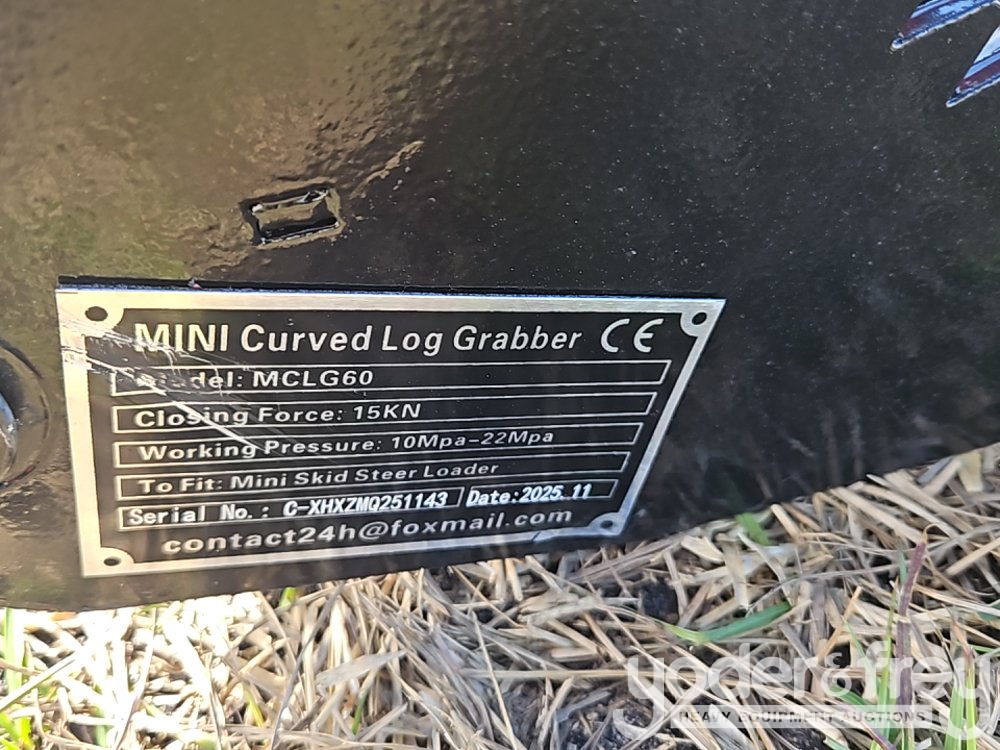 MINI Curved Log Grabber CE
Model: MCLG60
Closing Force: 15KN
Working Pressure: 10Mpa-22Mpa
To Fit: Mini Skid Steer Loader
Serial No.: C-XHXZMQ251143 Date:2025.11
contact24h@foxmail.com
yoder&frey
HEAVY EQUIPMENT AUCTIONS